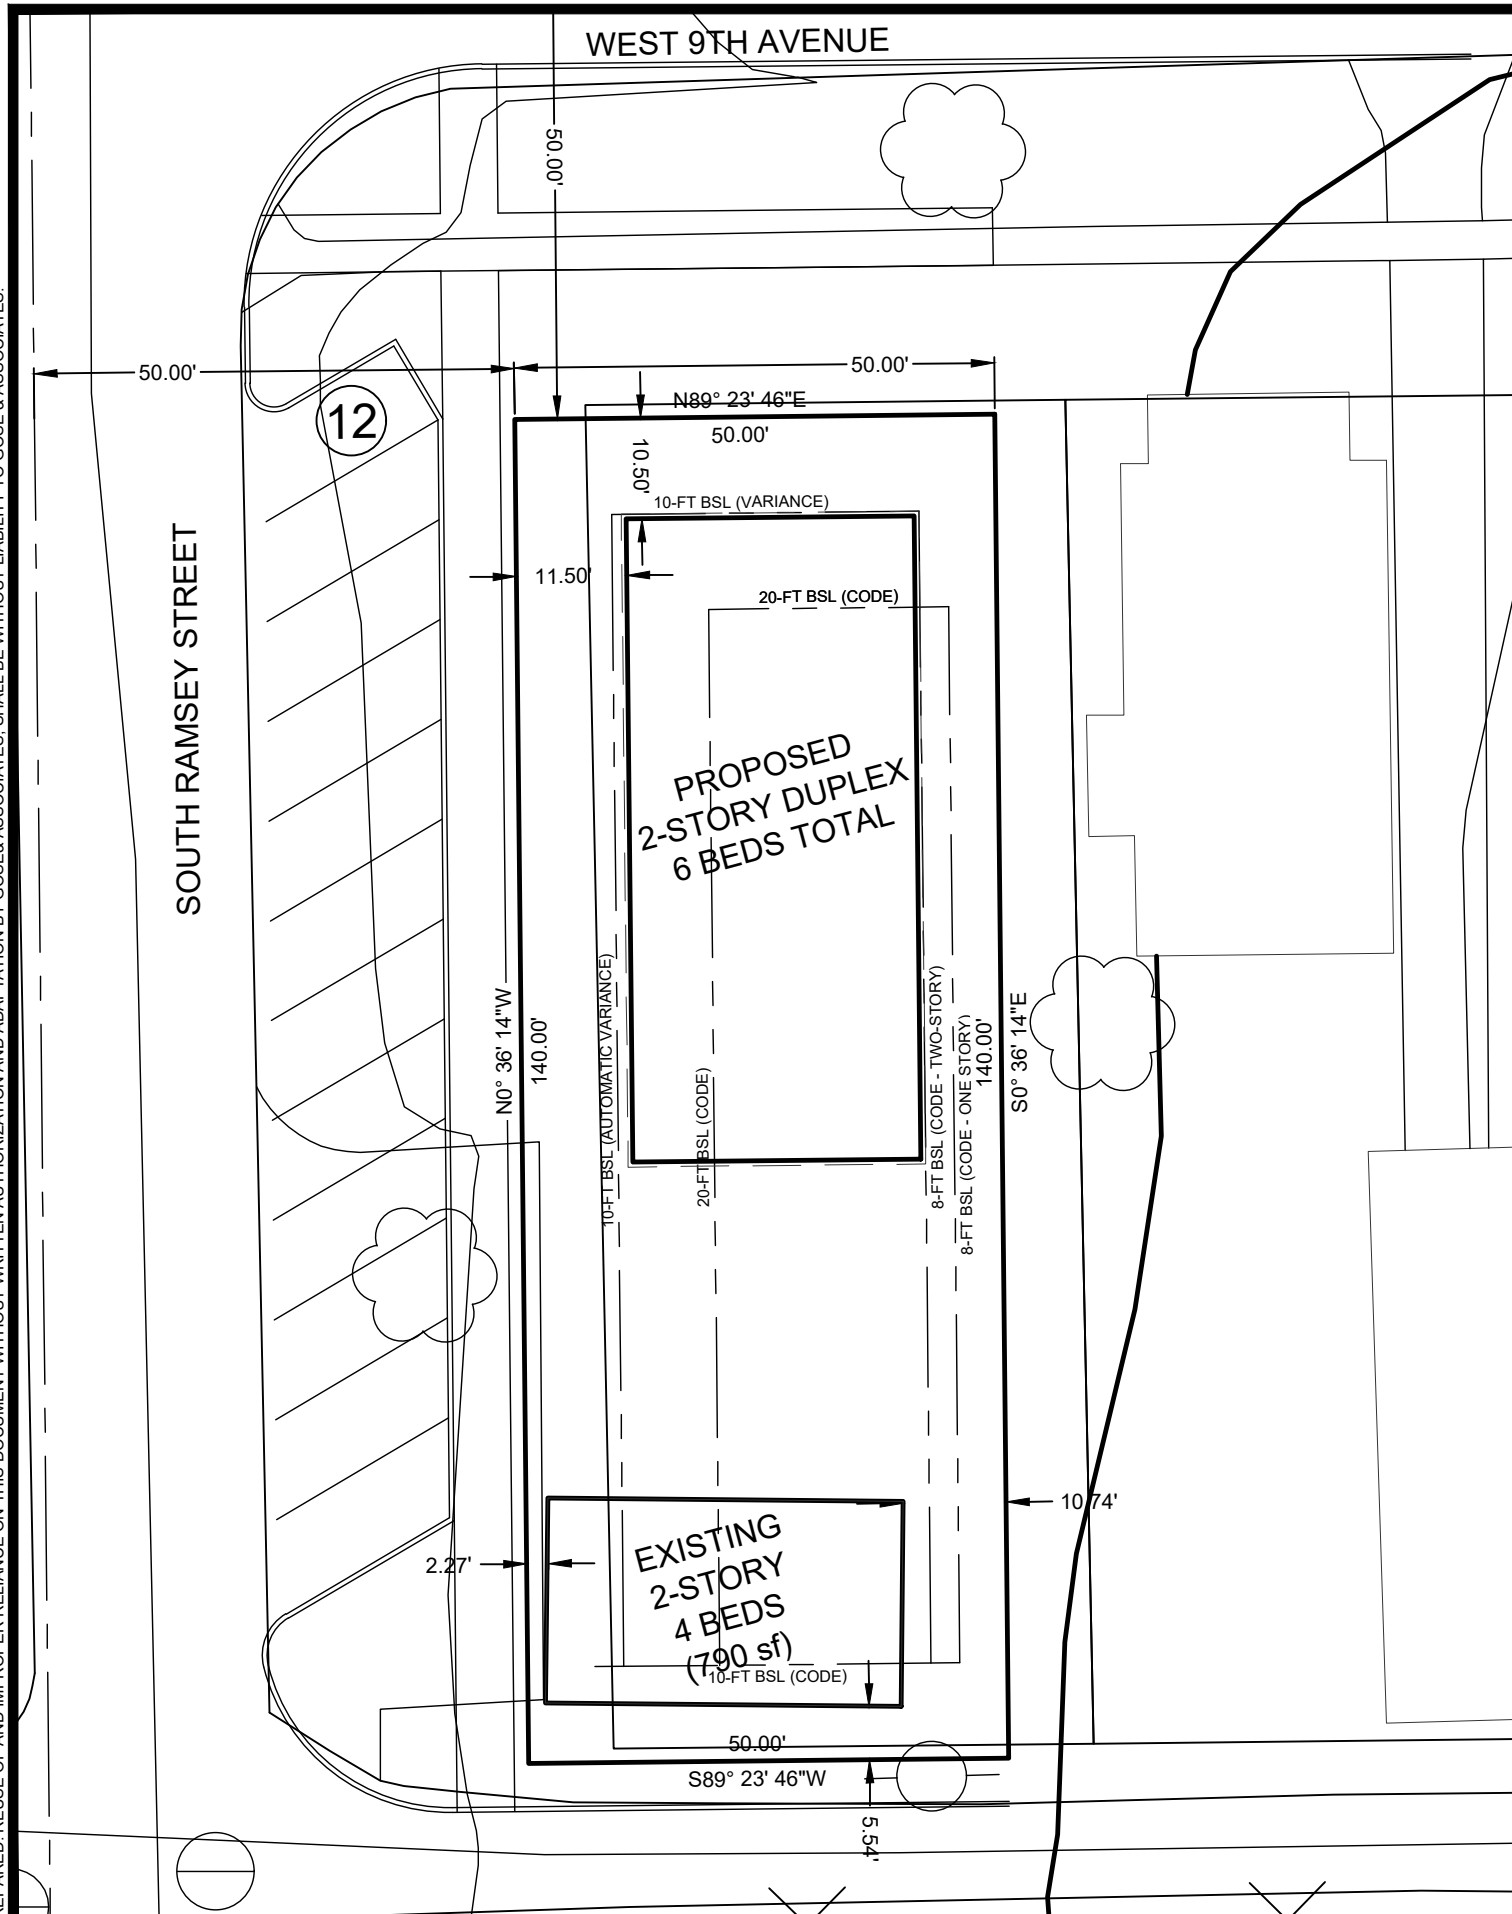 WEST 9TH AVENUE
50.00'
50.00'
50.00'
N89° 23' 46"E
50.00'
12
10.50'
10-FT BSL (VARIANCE)
11.50'
20-FT BSL (CODE)
SOUTH RAMSEY STREET
PROPOSED
2-STORY DUPLEX
6 BEDS TOTAL
N0° 36' 14"W
140.00'
10-FT BSL (AUTOMATIC VARIANCE)
20-FT BSL (CODE)
8-FT BSL (CODE - TWO-STORY)
8-FT BSL (CODE - ONE STORY)
140.00'
S0° 36' 14"E
10.74'
2.27'
EXISTING
2-STORY
4 BEDS
(790 sf)
10-FT BSL (CODE)
50.00'
S89° 23' 46"W
5.54'